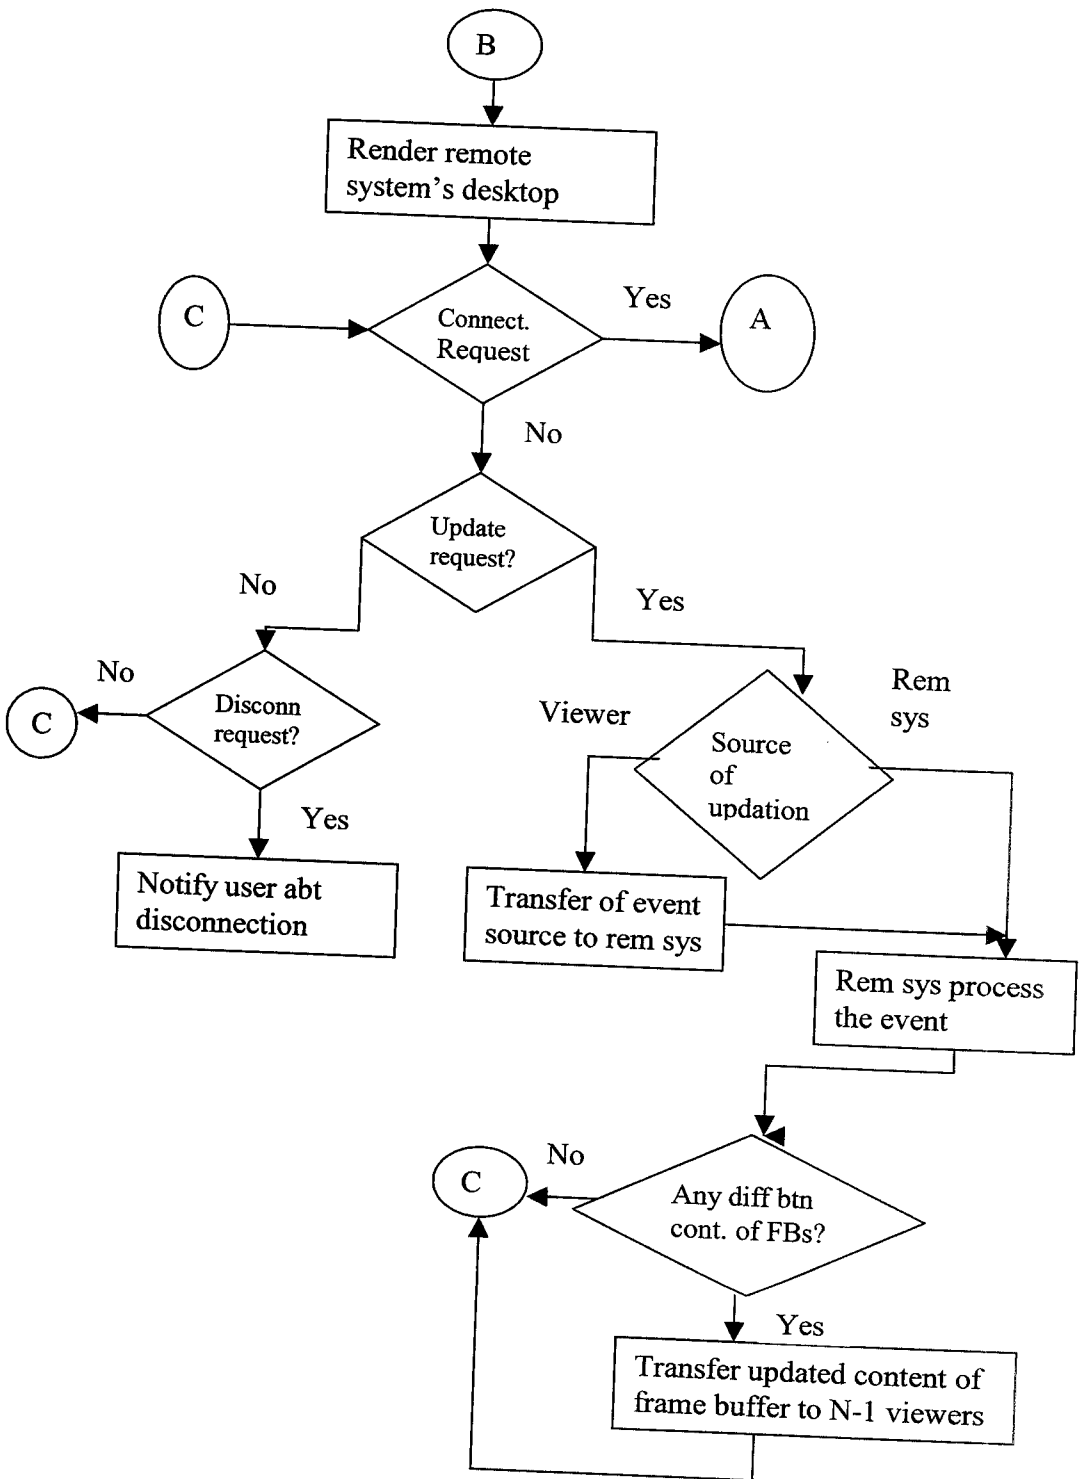 B
Render remote
system's desktop
C
Connect.
Request
Yes
A
No
Update
request?
No
Yes
No
C
Disconn
request?
Viewer
Source
of
updation
Rem
sys
Yes
Notify user abt
disconnection
Transfer of event
source to rem sys
Rem sys process
the event
C
No
Any diff btn
cont. of FBs?
Yes
Transfer updated content of
frame buffer to N-1 viewers